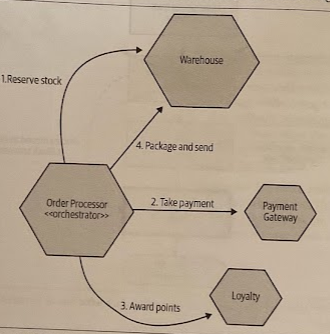 Warehouse
1.Reserve stock
4. Package and send
Order Processor
<<orchestrator>>
2. Take payment
Payment
Gateway
3. Award points
Loyalty